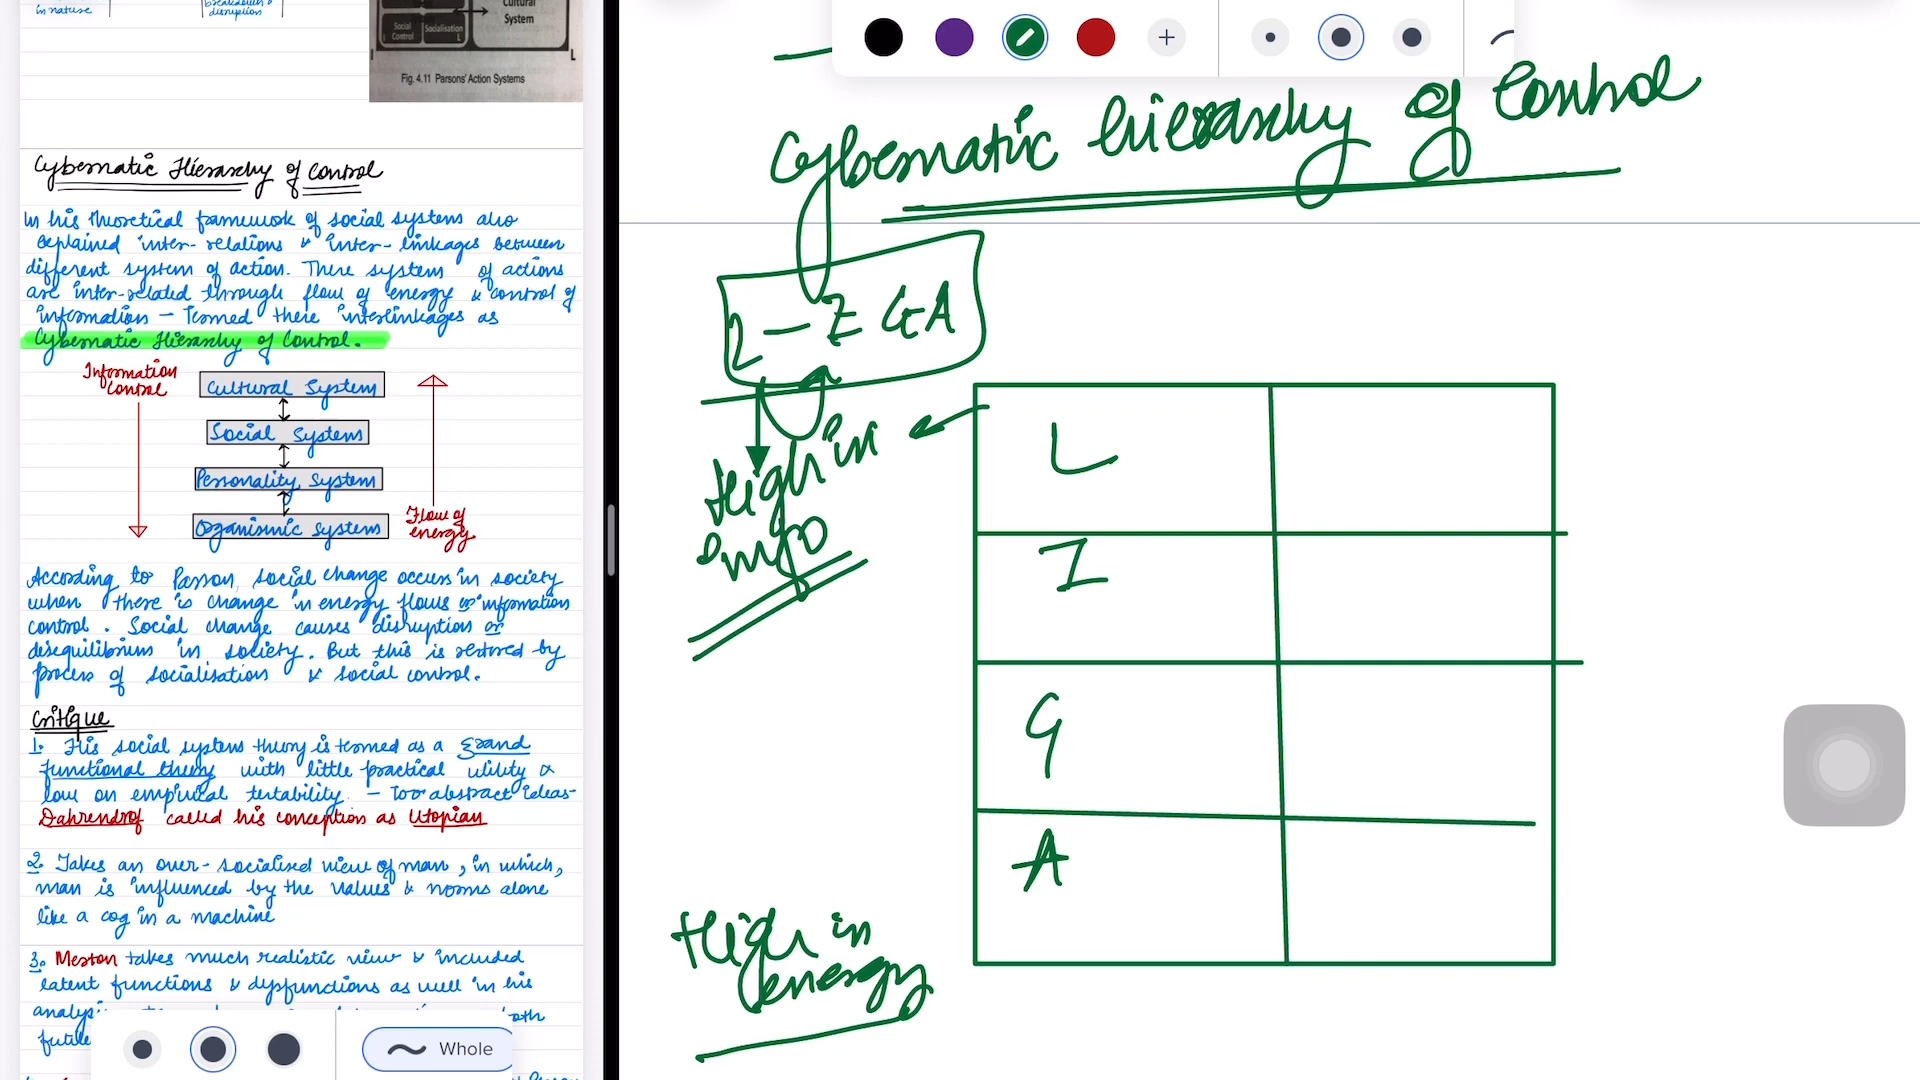 in nature
breakdown &
disruption
Cultural
System
Social
Control
Socialisation
L
L
Fig. 4.11 Parsons' Action Systems
Cybernatic Hierarchy of Control
In his theoretical framework of social systems also
explained inter-relations & inter-linkages between
different system of action. These system of actions
are inter-related through flow of energy & control of
information – Termed these interlinkages as
Cybernatic Hierarchy of Control.
Information
Control
Cultural System
Social System
Personality System
Organismic System
Flow of
energy
According to Parson, social change occurs in society
when there is change in energy flows or information
control. Social change causes disruption or
desequilibrium in society. But this is restored by
process of socialisation & social control.
Critique
1. His social systems theory is termed as a Grand
functional theory with little practical utility &
low on empirical testability. – Too abstract ideas-
Dahrendrof called his conception as Utopian
2. Takes an over-socialised view of man, in which,
man is influenced by the values & norms alone
like a cog in a machine
3. Merton takes much realistic view & included
latent functions & dysfunctions as well in his
Whole
Cybernatic hierarchy of Control
L – I G A
High in
info
L
I
G
A
High in
energy